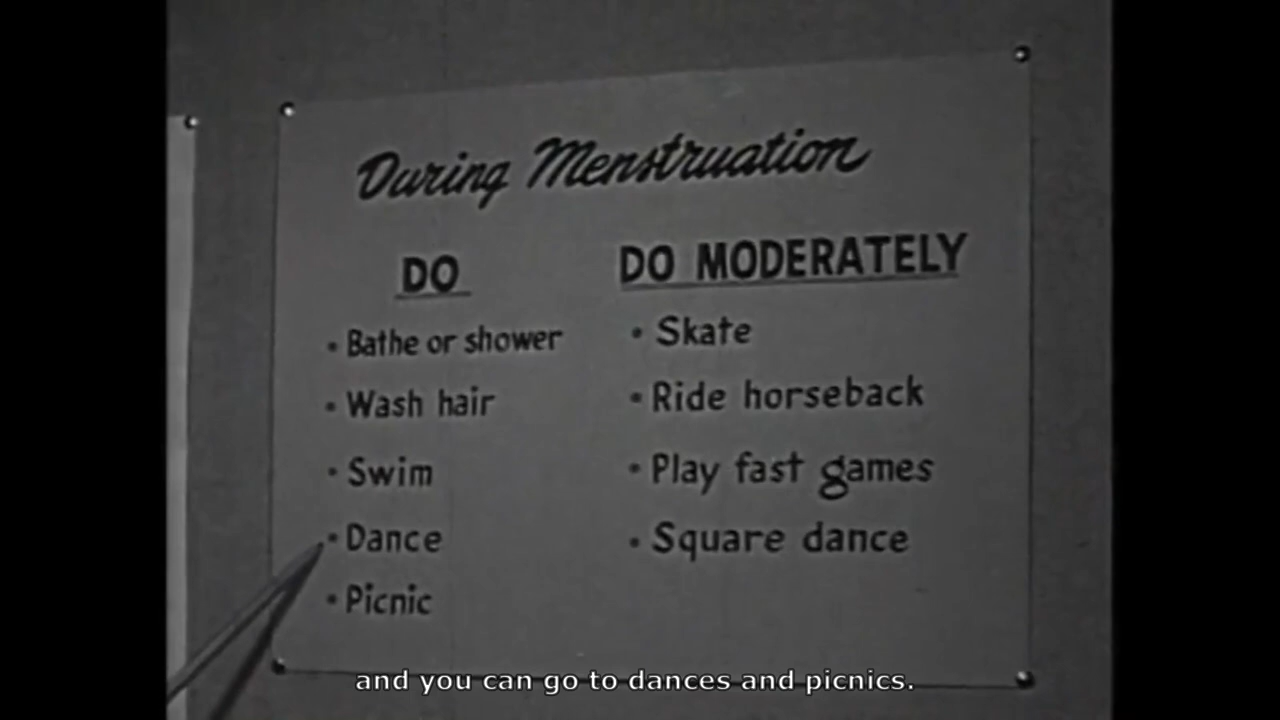 During Menstruation
DO
• Bathe or shower
• Wash hair
• Swim
• Dance
• Picnic
DO MODERATELY
• Skate
• Ride horseback
• Play fast games
• Square dance
and you can go to dances and picnics.